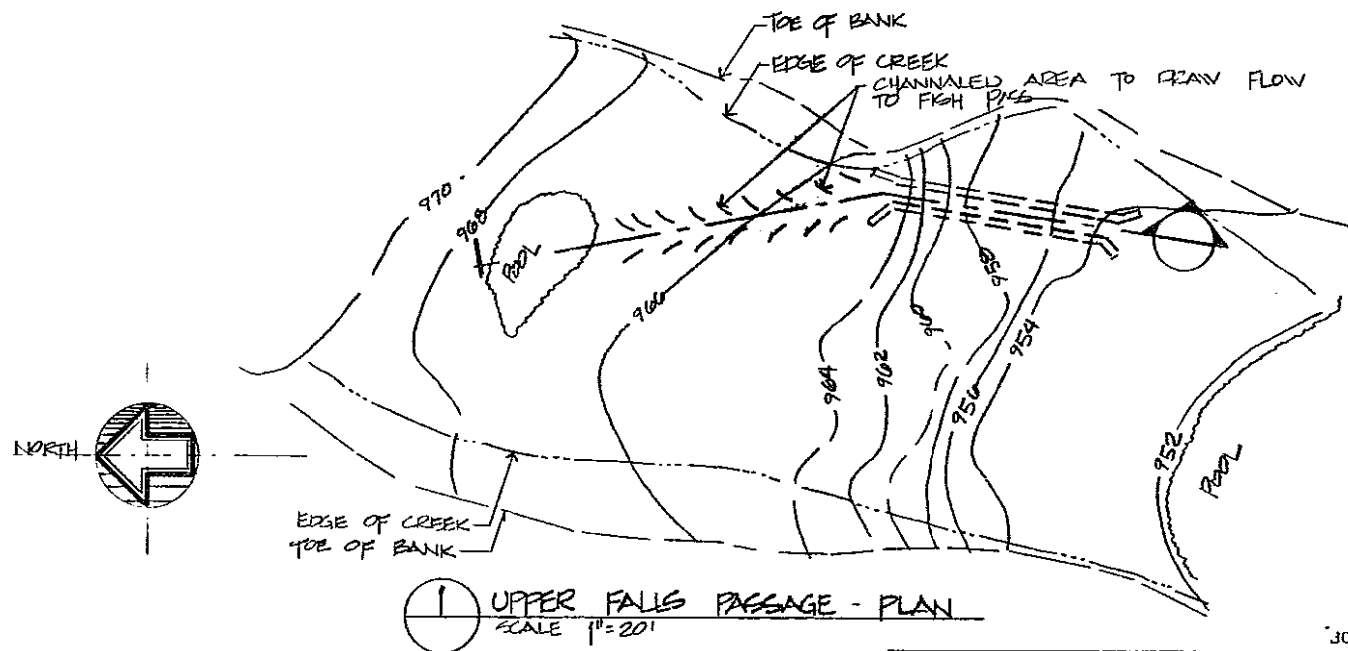 TOE OF BANK
EDGE OF CREEK
CHANNALED AREA TO DRAW FLOW
TO FISH PASS
970
968
POOL
966
964
962
960
958
956
954
952
POOL
NORTH
EDGE OF CREEK
TOE OF BANK
1
UPPER FALLS PASSAGE - PLAN
SCALE 1"=20'
30